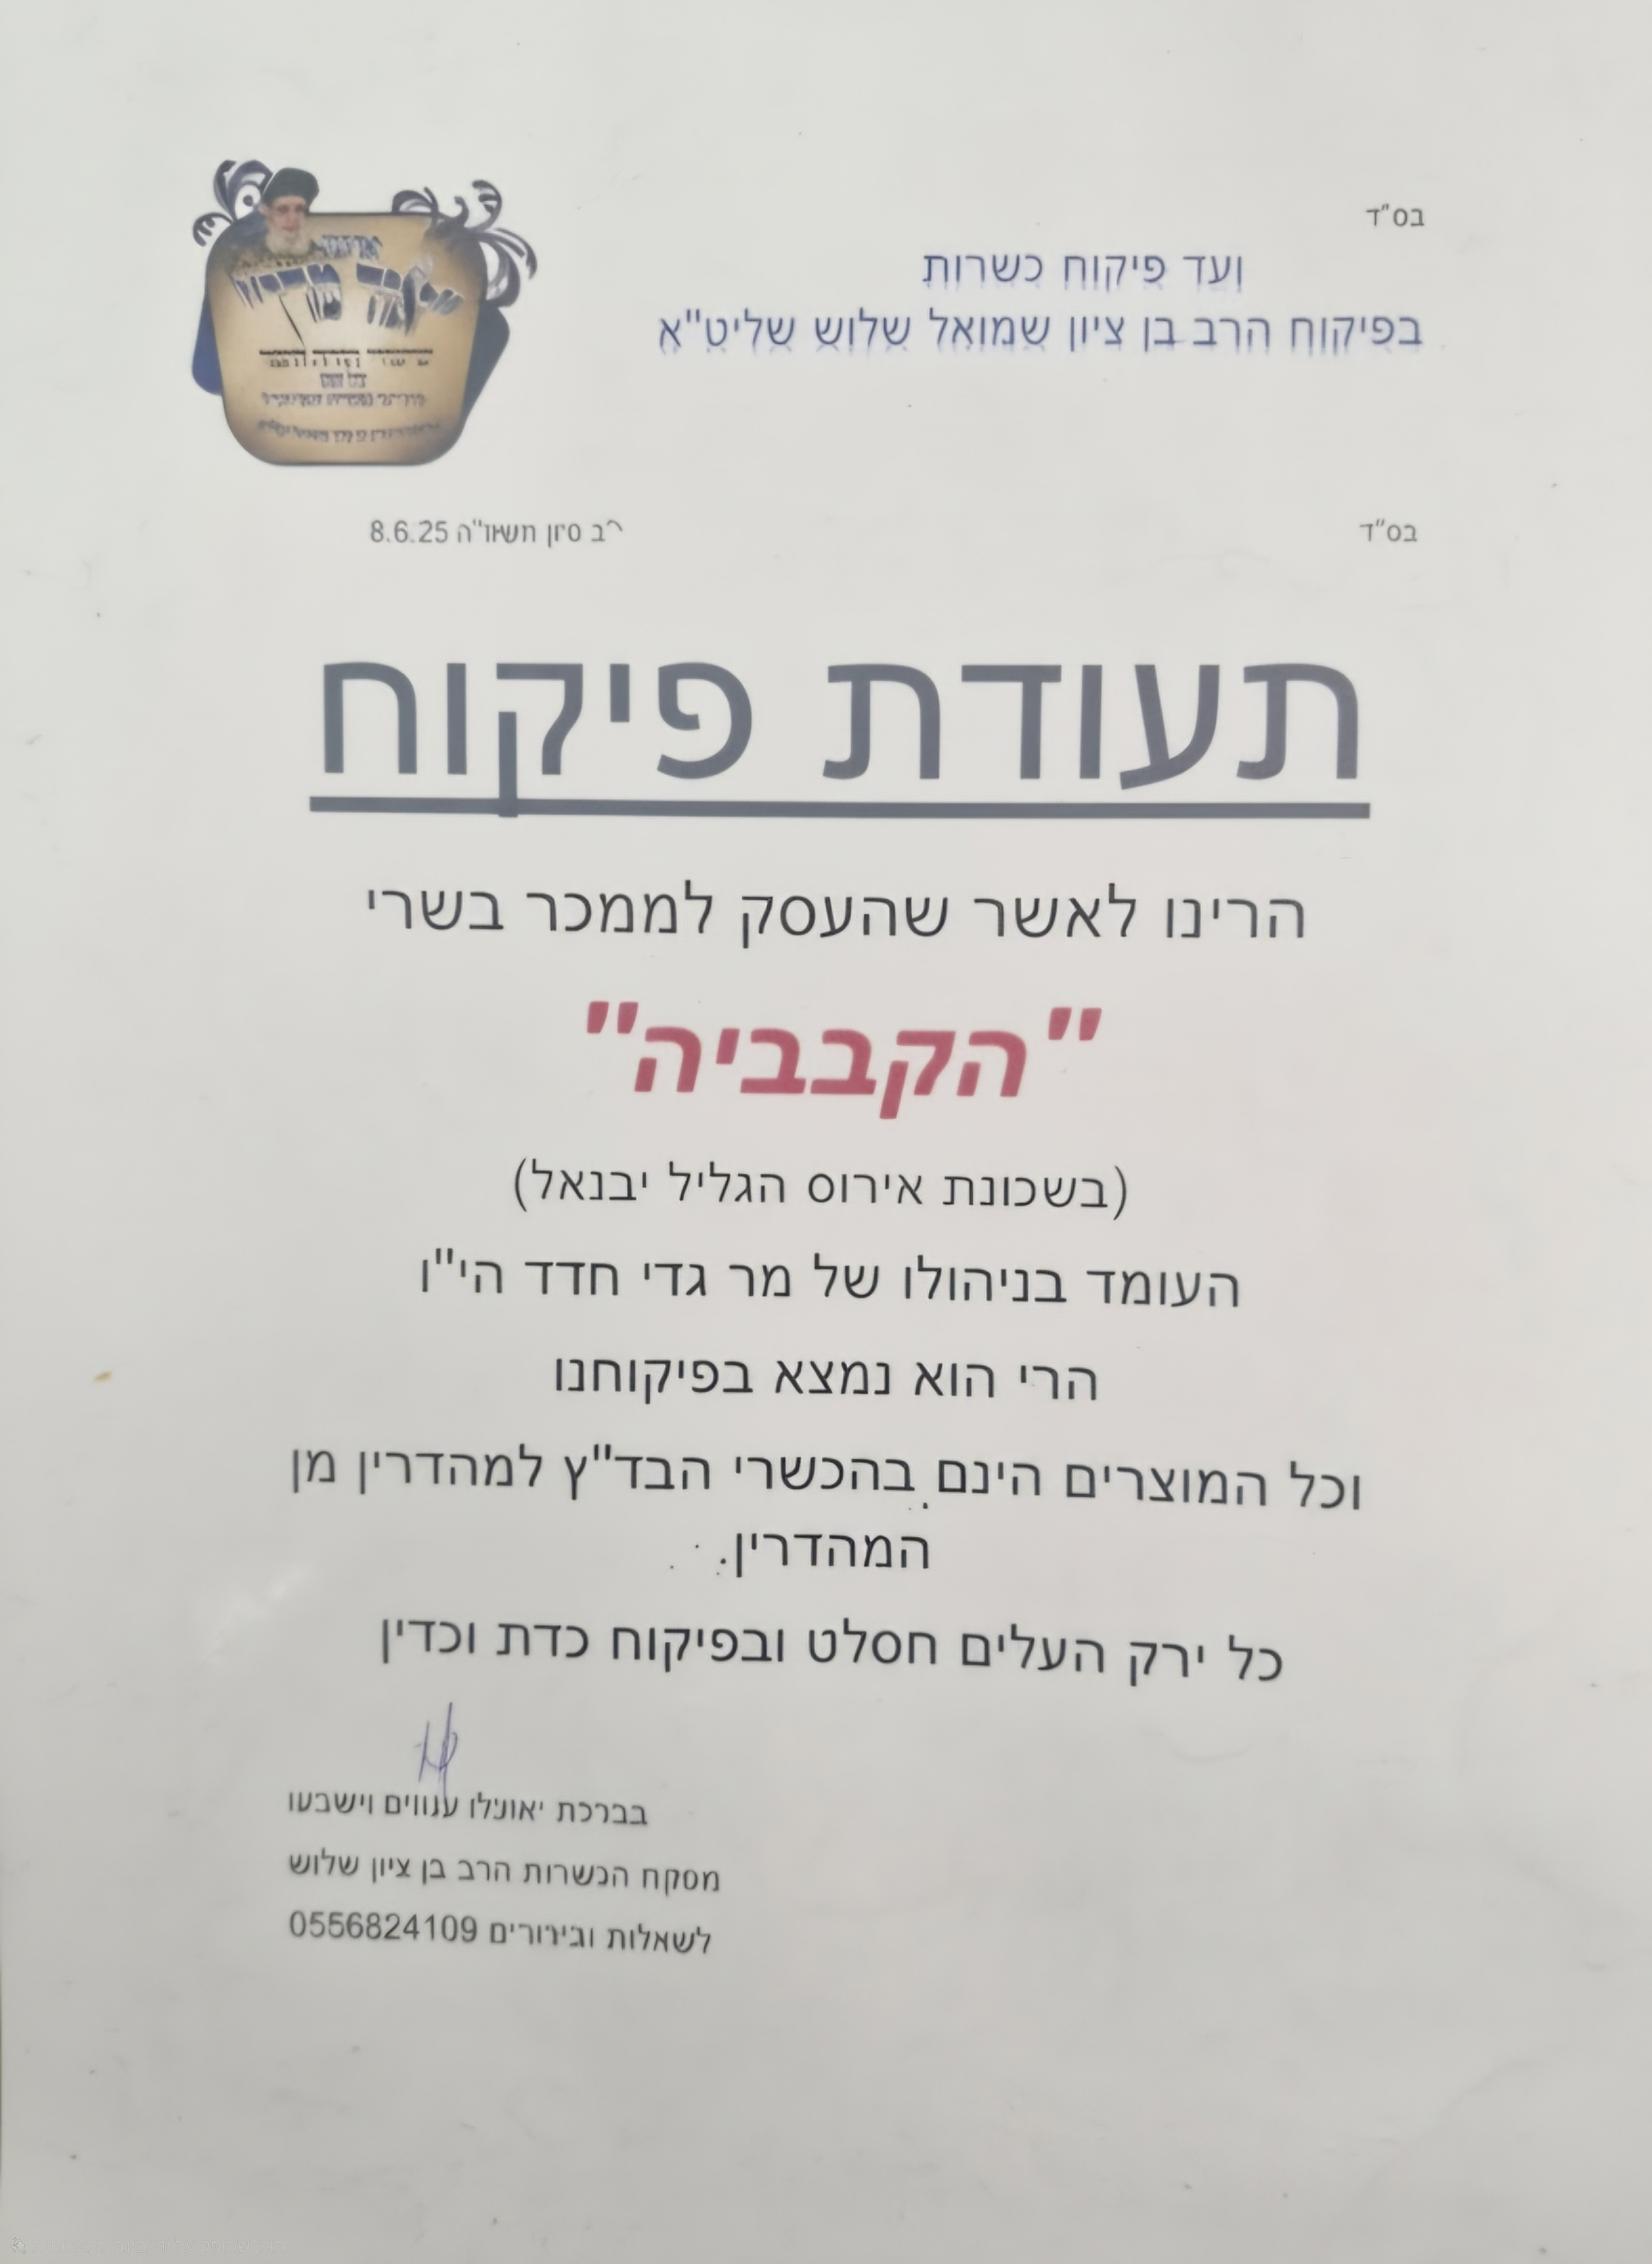 בס"ד
ועד פיקוח כשרות
בפיקוח הרב בן ציון שמואל שלוש שליט"א
בס"ד
י"ב סיון תשפ"ה 8.6.25
תעודת פיקוח
הרינו לאשר שהעסק לממכר בשרי
"הקבביה"
(בשכונת אירוס הגליל יבנאל)
העומד בניהולו של מר גדי חדד הי"ו
הרי הוא נמצא בפיקוחנו
וכל המוצרים הינם בהכשרי הבד"ץ למהדרין מן
המהדרין.
כל ירק העלים חסלט ובפיקוח כדת וכדין
בברכת יאוכלו ענווים וישבעו
מפקח הכשרות הרב בן ציון שלוש
לשאלות ובירורים 0556824109